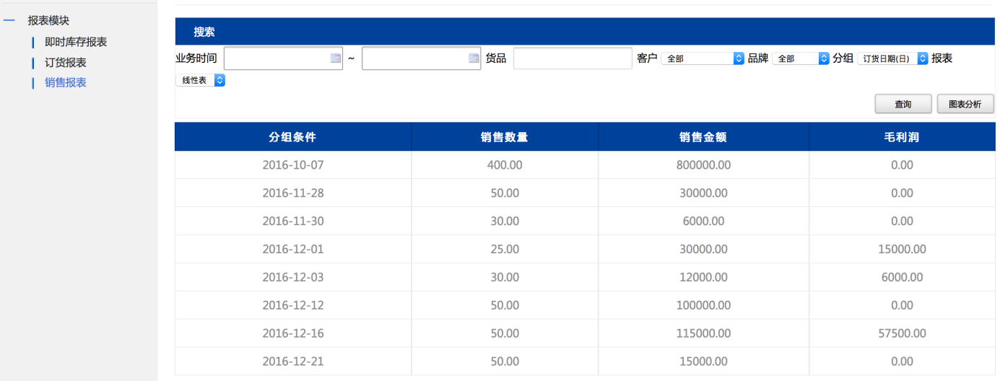 报表模块
即时库存报表
订货报表
销售报表
搜索
业务时间 ~ 货品 客户 全部 品牌 全部 分组 订货日期(日) 报表
线性表
查询 图表分析
分组条件 销售数量 销售金额 毛利润
2016-10-07 400.00 800000.00 0.00
2016-11-28 50.00 30000.00 0.00
2016-11-30 30.00 6000.00 0.00
2016-12-01 25.00 30000.00 15000.00
2016-12-03 30.00 12000.00 6000.00
2016-12-12 50.00 100000.00 0.00
2016-12-16 50.00 115000.00 57500.00
2016-12-21 50.00 15000.00 0.00